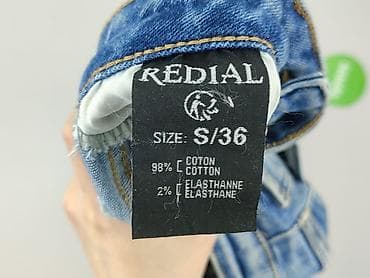 REDIAL
SIZE: S/36
98% [ COTON
COTTON
2% [ ELASTHANNE
ELASTHANE